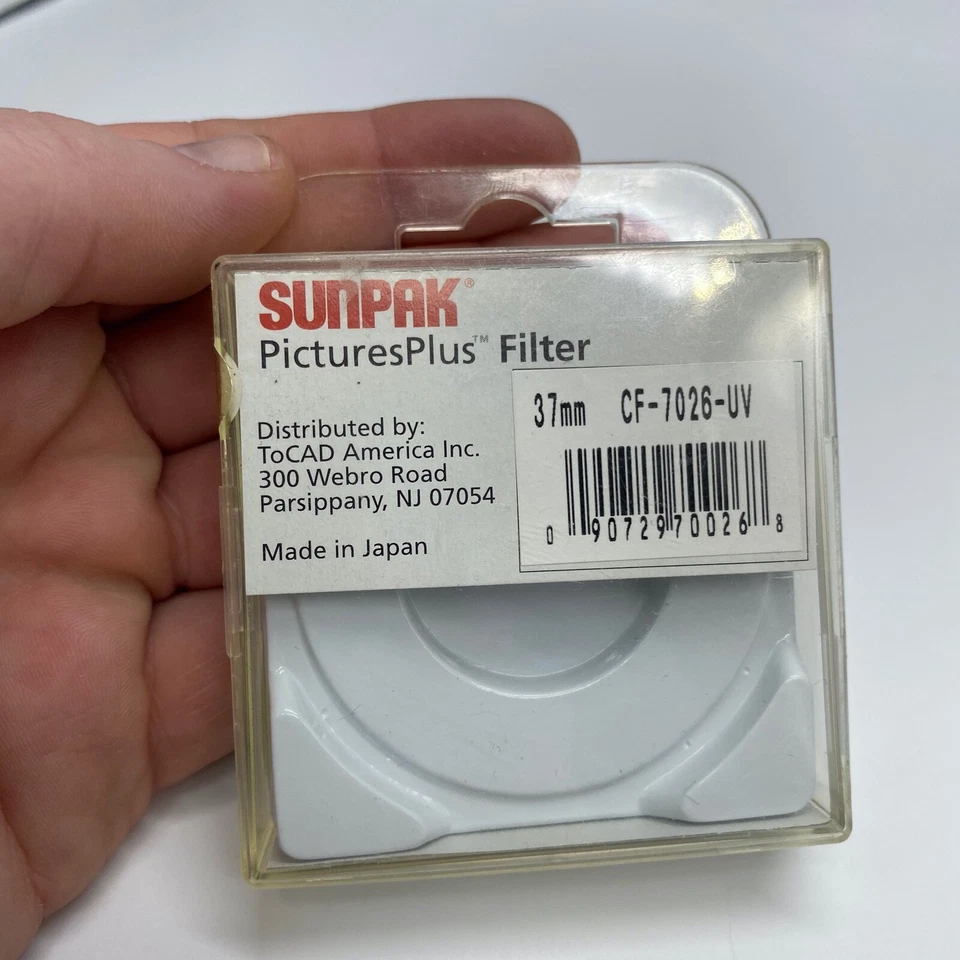 SUNPAK®
PicturesPlus™ Filter
37mm CF-7026-UV
Distributed by:
ToCAD America Inc.
300 Webro Road
Parsippany, NJ 07054
Made in Japan
0 90729 70026 8